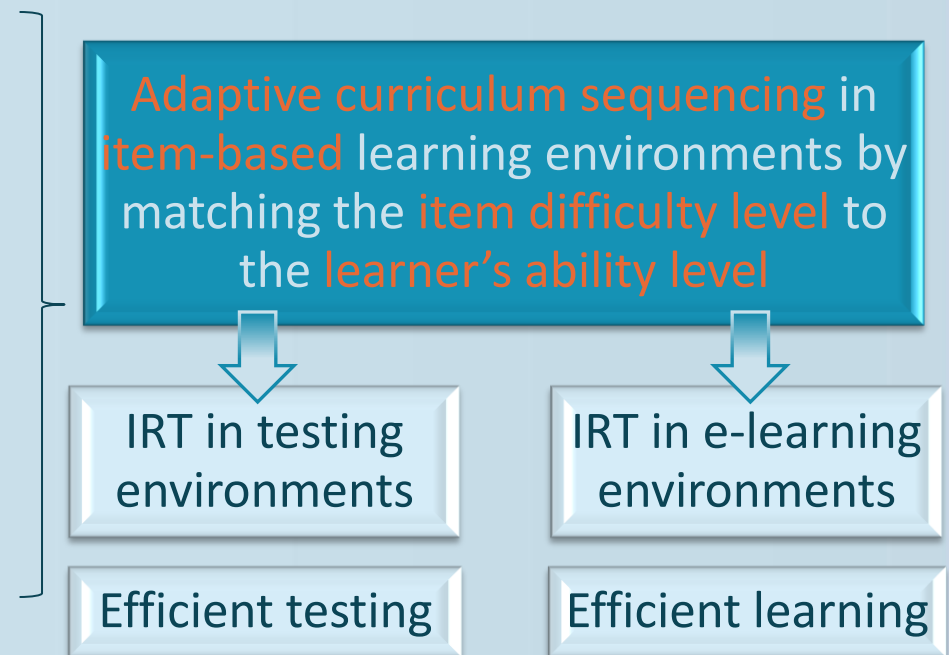 Adaptive curriculum sequencing in
item-based learning environments by
matching the item difficulty level to
the learner’s ability level
IRT in testing
environments
IRT in e-learning
environments
Efficient testing
Efficient learning